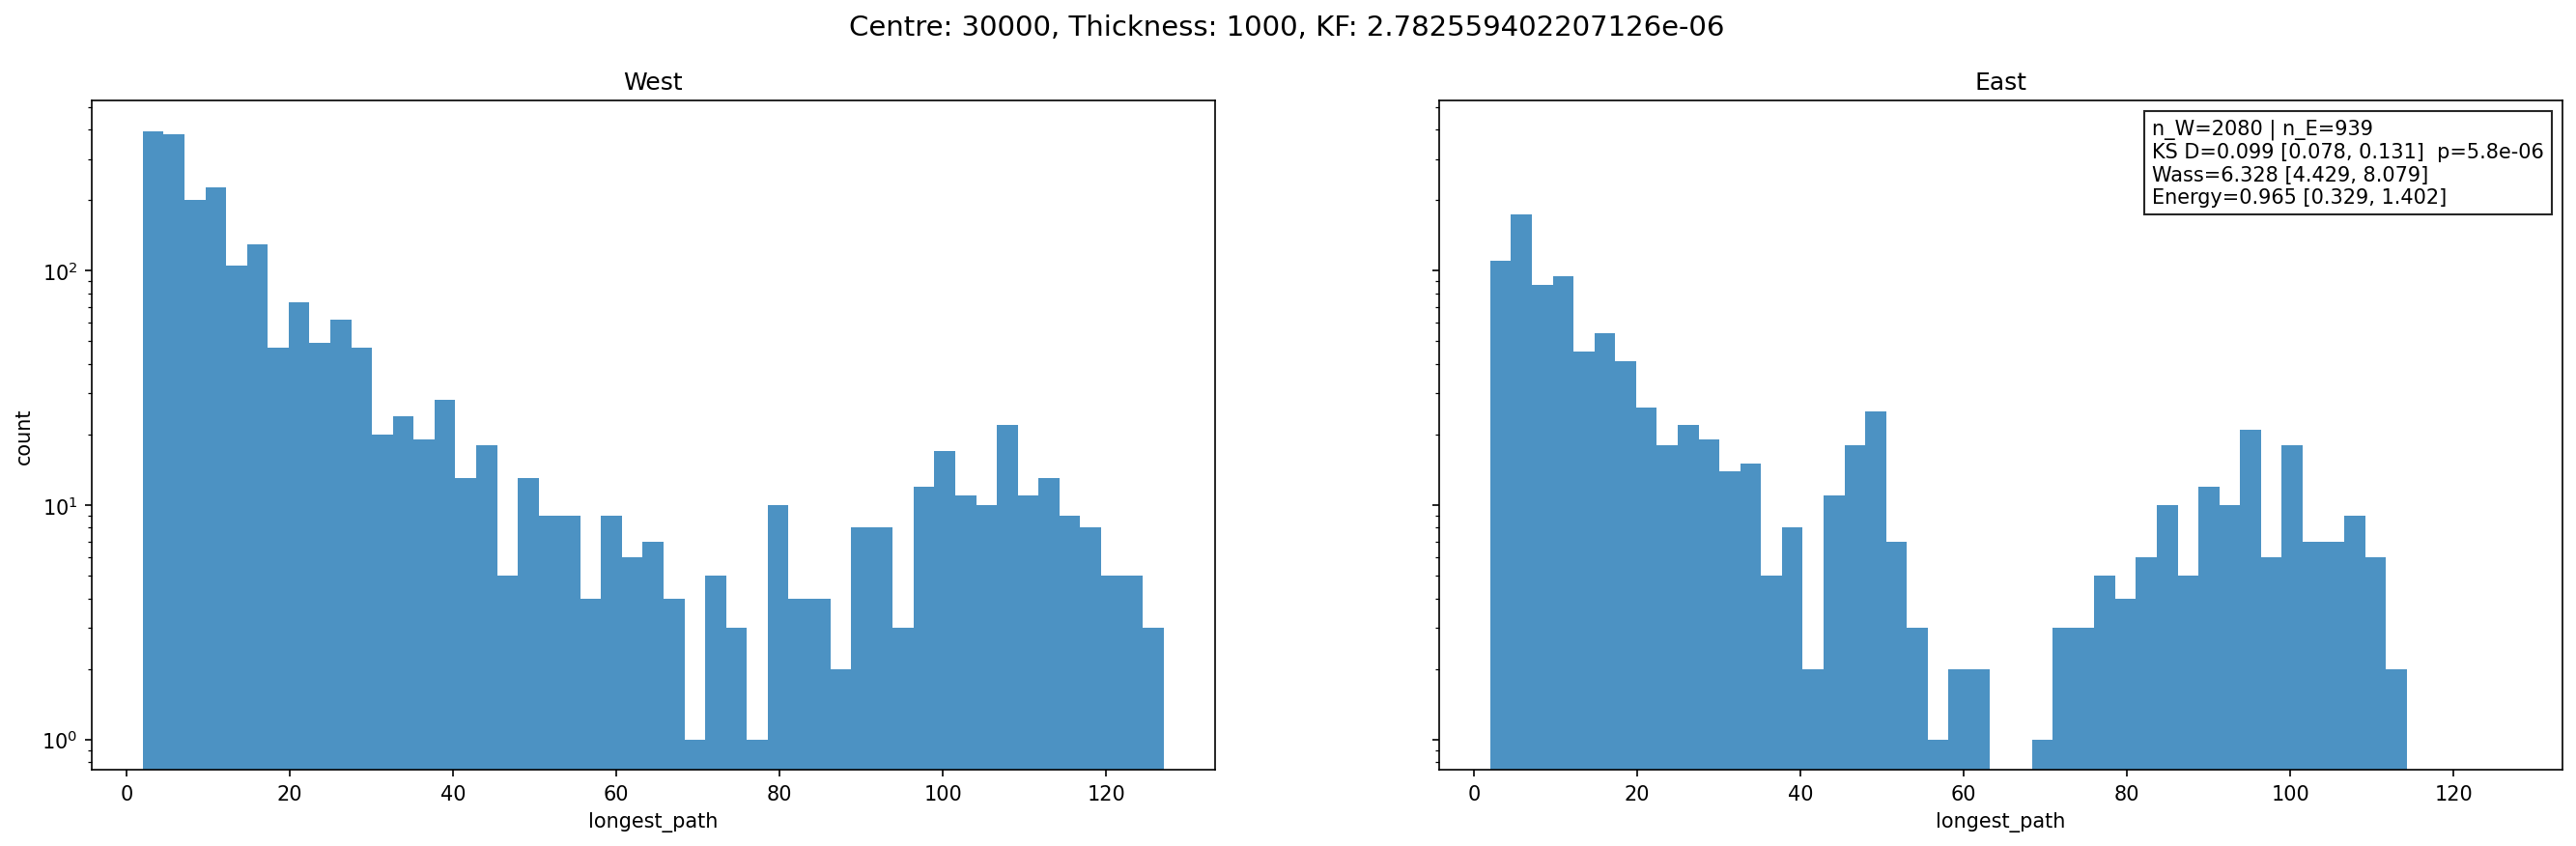 Centre: 30000, Thickness: 1000, KF: 2.782559402207126e-06
West
10²
10¹
10⁰
count
0 20 40 60 80 100 120
longest_path
East
n_W=2080 | n_E=939
KS D=0.099 [0.078, 0.131]  p=5.8e-06
Wass=6.328 [4.429, 8.079]
Energy=0.965 [0.329, 1.402]
0 20 40 60 80 100 120
longest_path